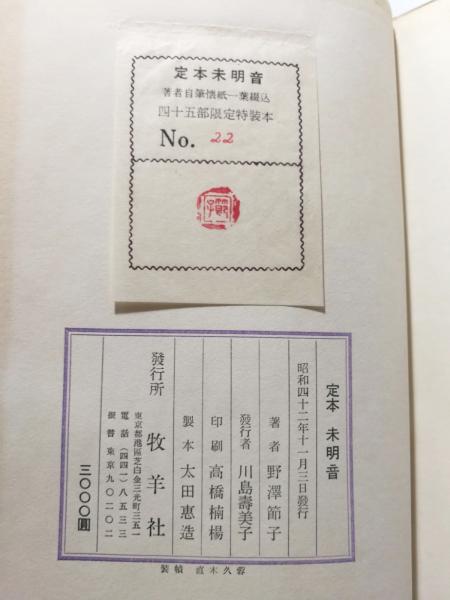 定本未明音
著者自筆懐紙一葉綴込
四十五部限定特装本
No. 22
定本 未明音
昭和四十二年十一月三日發行
著者 野澤節子
發行者 川島壽美子
印刷 高橋楠楊
製本 太田惠造
發行所 牧羊社
東京都港區芝白金三光町三五一
電話(四四一)八五三三
振替東京九〇二〇二
三〇〇〇圓
装幀 直木久蓉